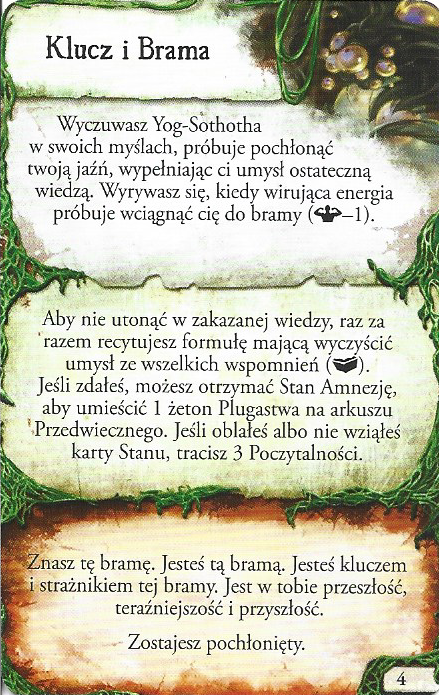 Klucz i Brama
Wyczuwasz Yog-Sothotha
w swoich myślach, próbuje pochłonąć
twoją jaźń, wypełniając ci umysł ostateczną
wiedzą. Wyrywasz się, kiedy wirująca energia
próbuje wciągnąć cię do bramy (–1).
Aby nie utonąć w zakazanej wiedzy, raz za
razem recytujesz formułę mającą wyczyścić
umysł ze wszelkich wspomnień ().
Jeśli zdałeś, możesz otrzymać Stan Amnezję,
aby umieścić 1 żeton Plugastwa na arkuszu
Przedwiecznego. Jeśli oblałeś albo nie wziąłeś
karty Stanu, tracisz 3 Poczytalności.
Znasz tę bramę. Jesteś tą bramą. Jesteś kluczem
i strażnikiem tej bramy. Jest w tobie przeszłość,
teraźniejszość i przyszłość.
Zostajesz pochłonięty.
4